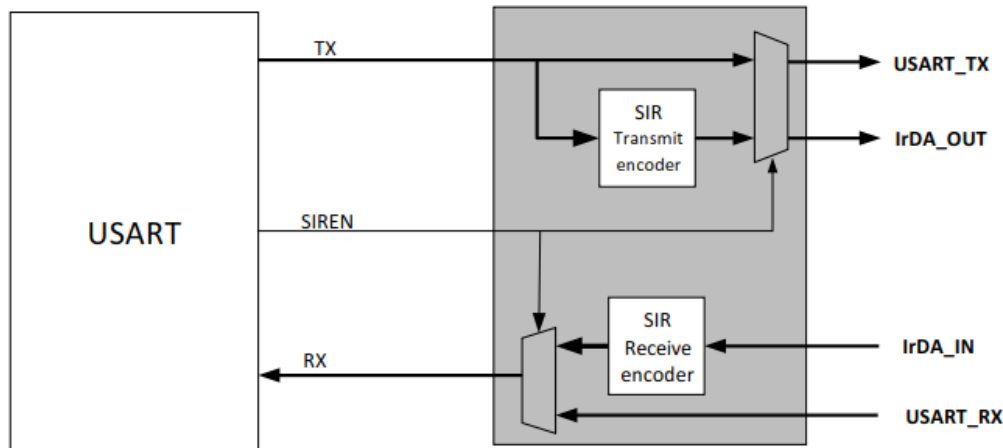 TX
USART_TX
SIR
Transmit
encoder
IrDA_OUT
USART
SIREN
SIR
Receive
encoder
IrDA_IN
RX
USART_RX